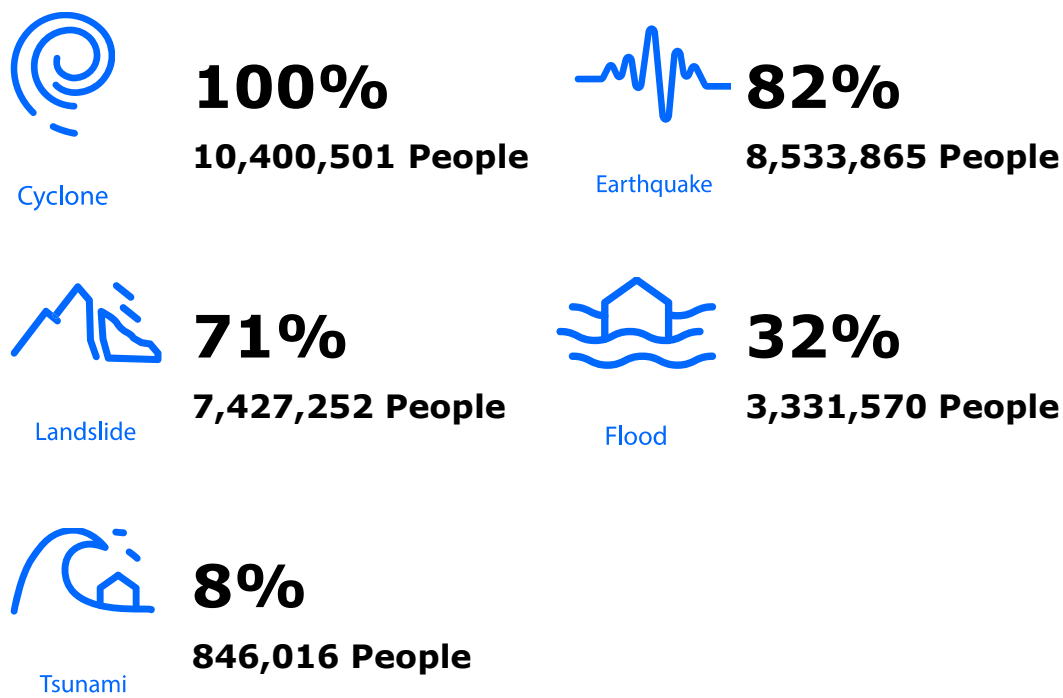 100%
10,400,501 People
Cyclone
82%
8,533,865 People
Earthquake
71%
7,427,252 People
Landslide
32%
3,331,570 People
Flood
8%
846,016 People
Tsunami